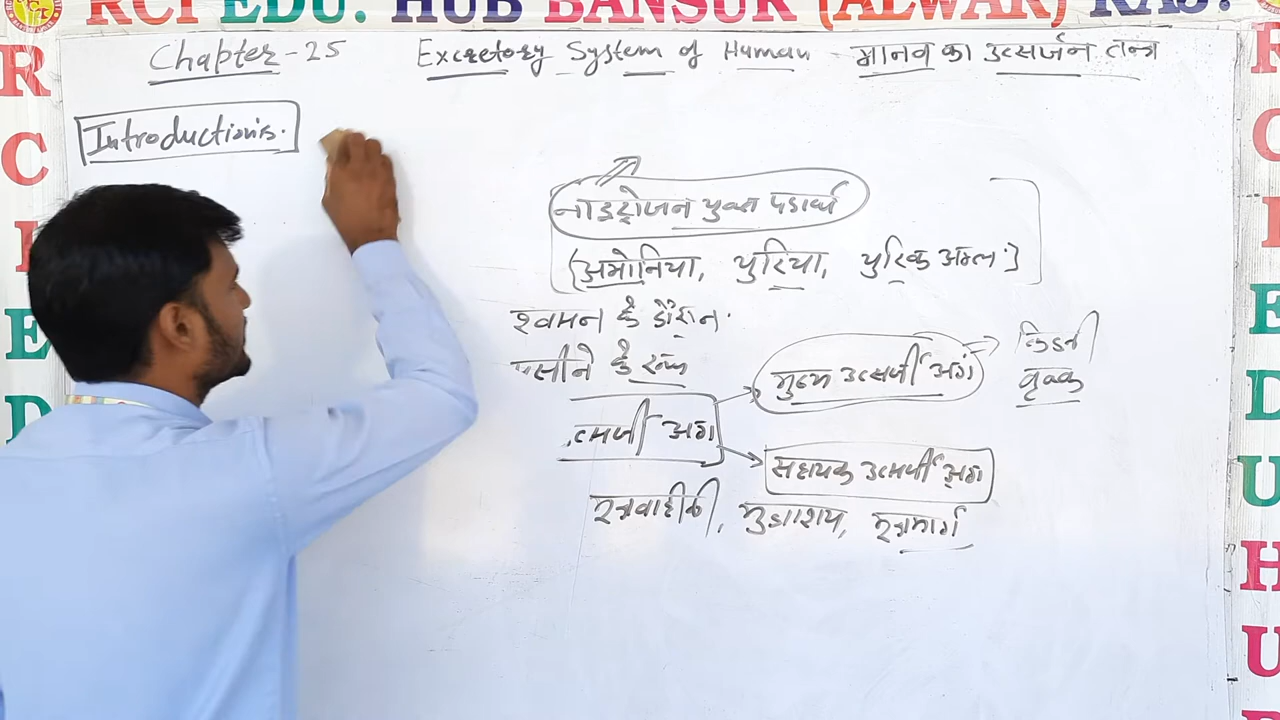 RCI EDU. HUB BANSUR (ALWAR) RAJ.
Chapter-25 Excretory System of Human - मानव का उत्सर्जन तन्त्र
Introduction:-
नाइट्रोजन युक्त पदार्थ
(अमोनिया, युरिया, युरिक अम्ल.)
श्वसन के दौरान.
पसीने के रूप
मुख्य उत्सर्जी अंग
किडनी
वृक्क
त्सर्जी अंग
सहायक उत्सर्जी अंग
मूत्रवाहीनी, मुत्राशय, मूत्रमार्ग
R
C
I
E
D
R
C
I
E
D
U
H
U